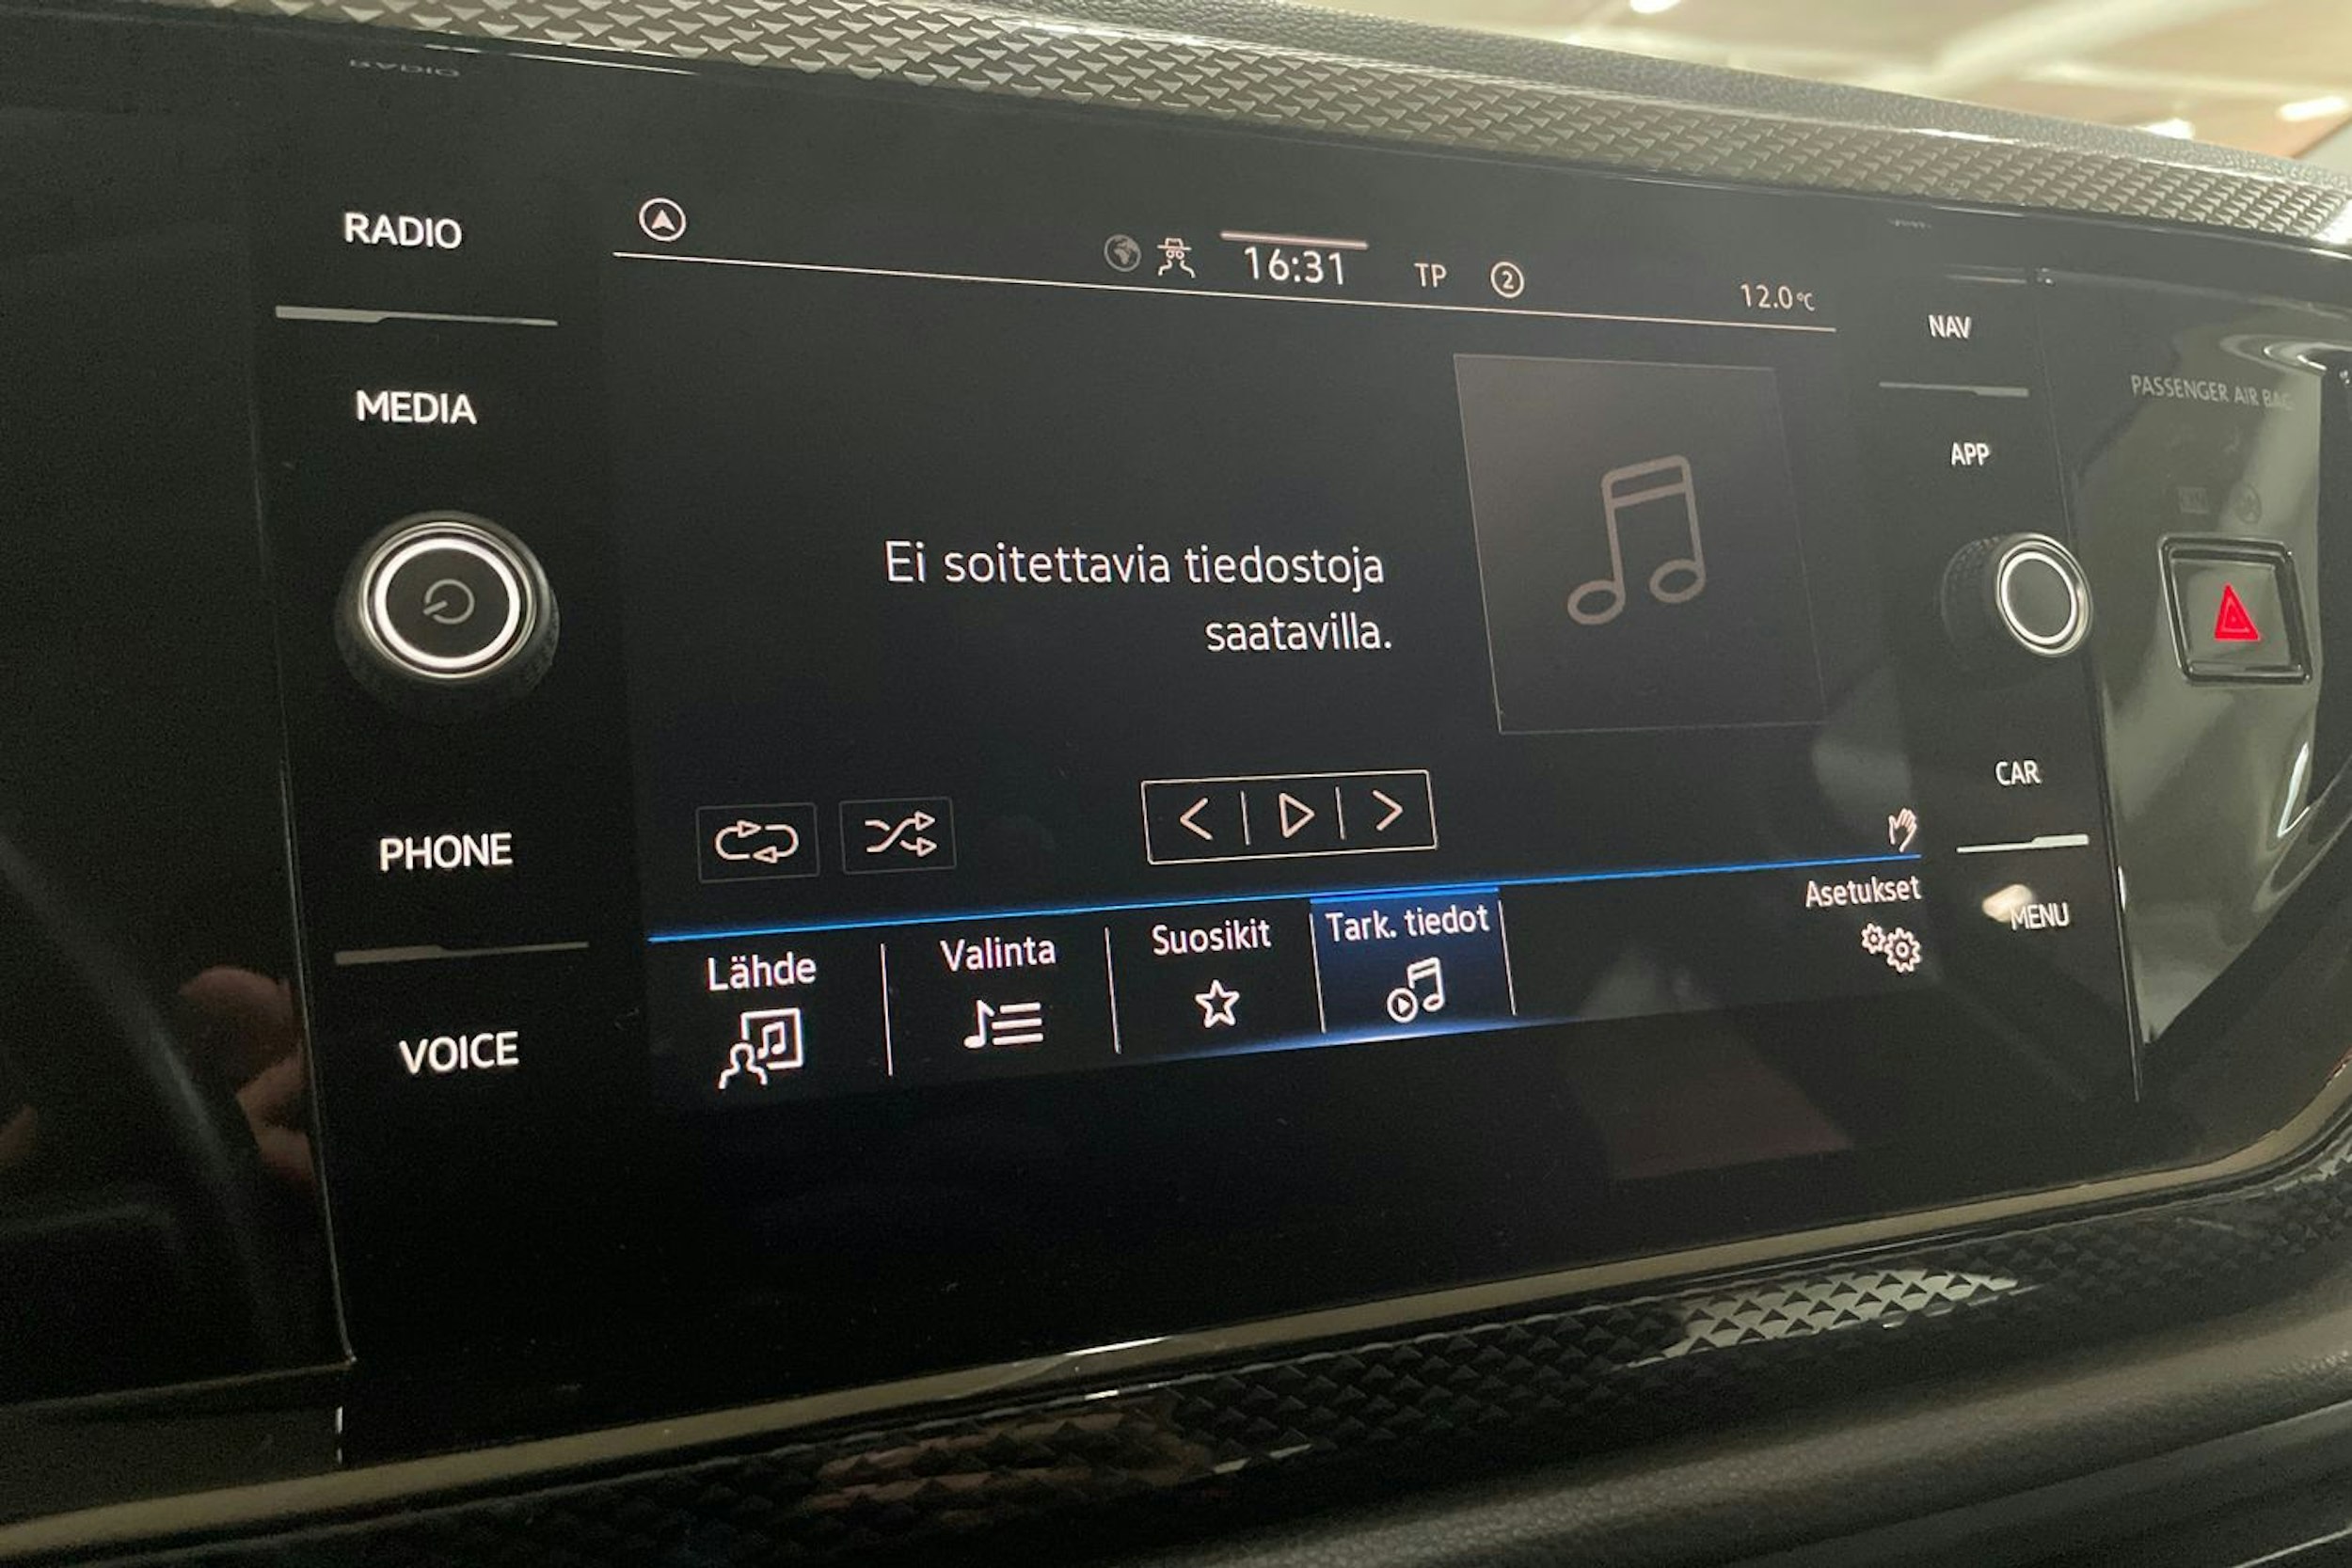 RADIO
MEDIA
PHONE
VOICE
16:31 TP 2
12.0°C
Ei soitettavia tiedostoja
saatavilla.
Lähde
Valinta
Suosikit
Tark. tiedot
Asetukset
NAV
APP
CAR
MENU
PASSENGER AIR BAG